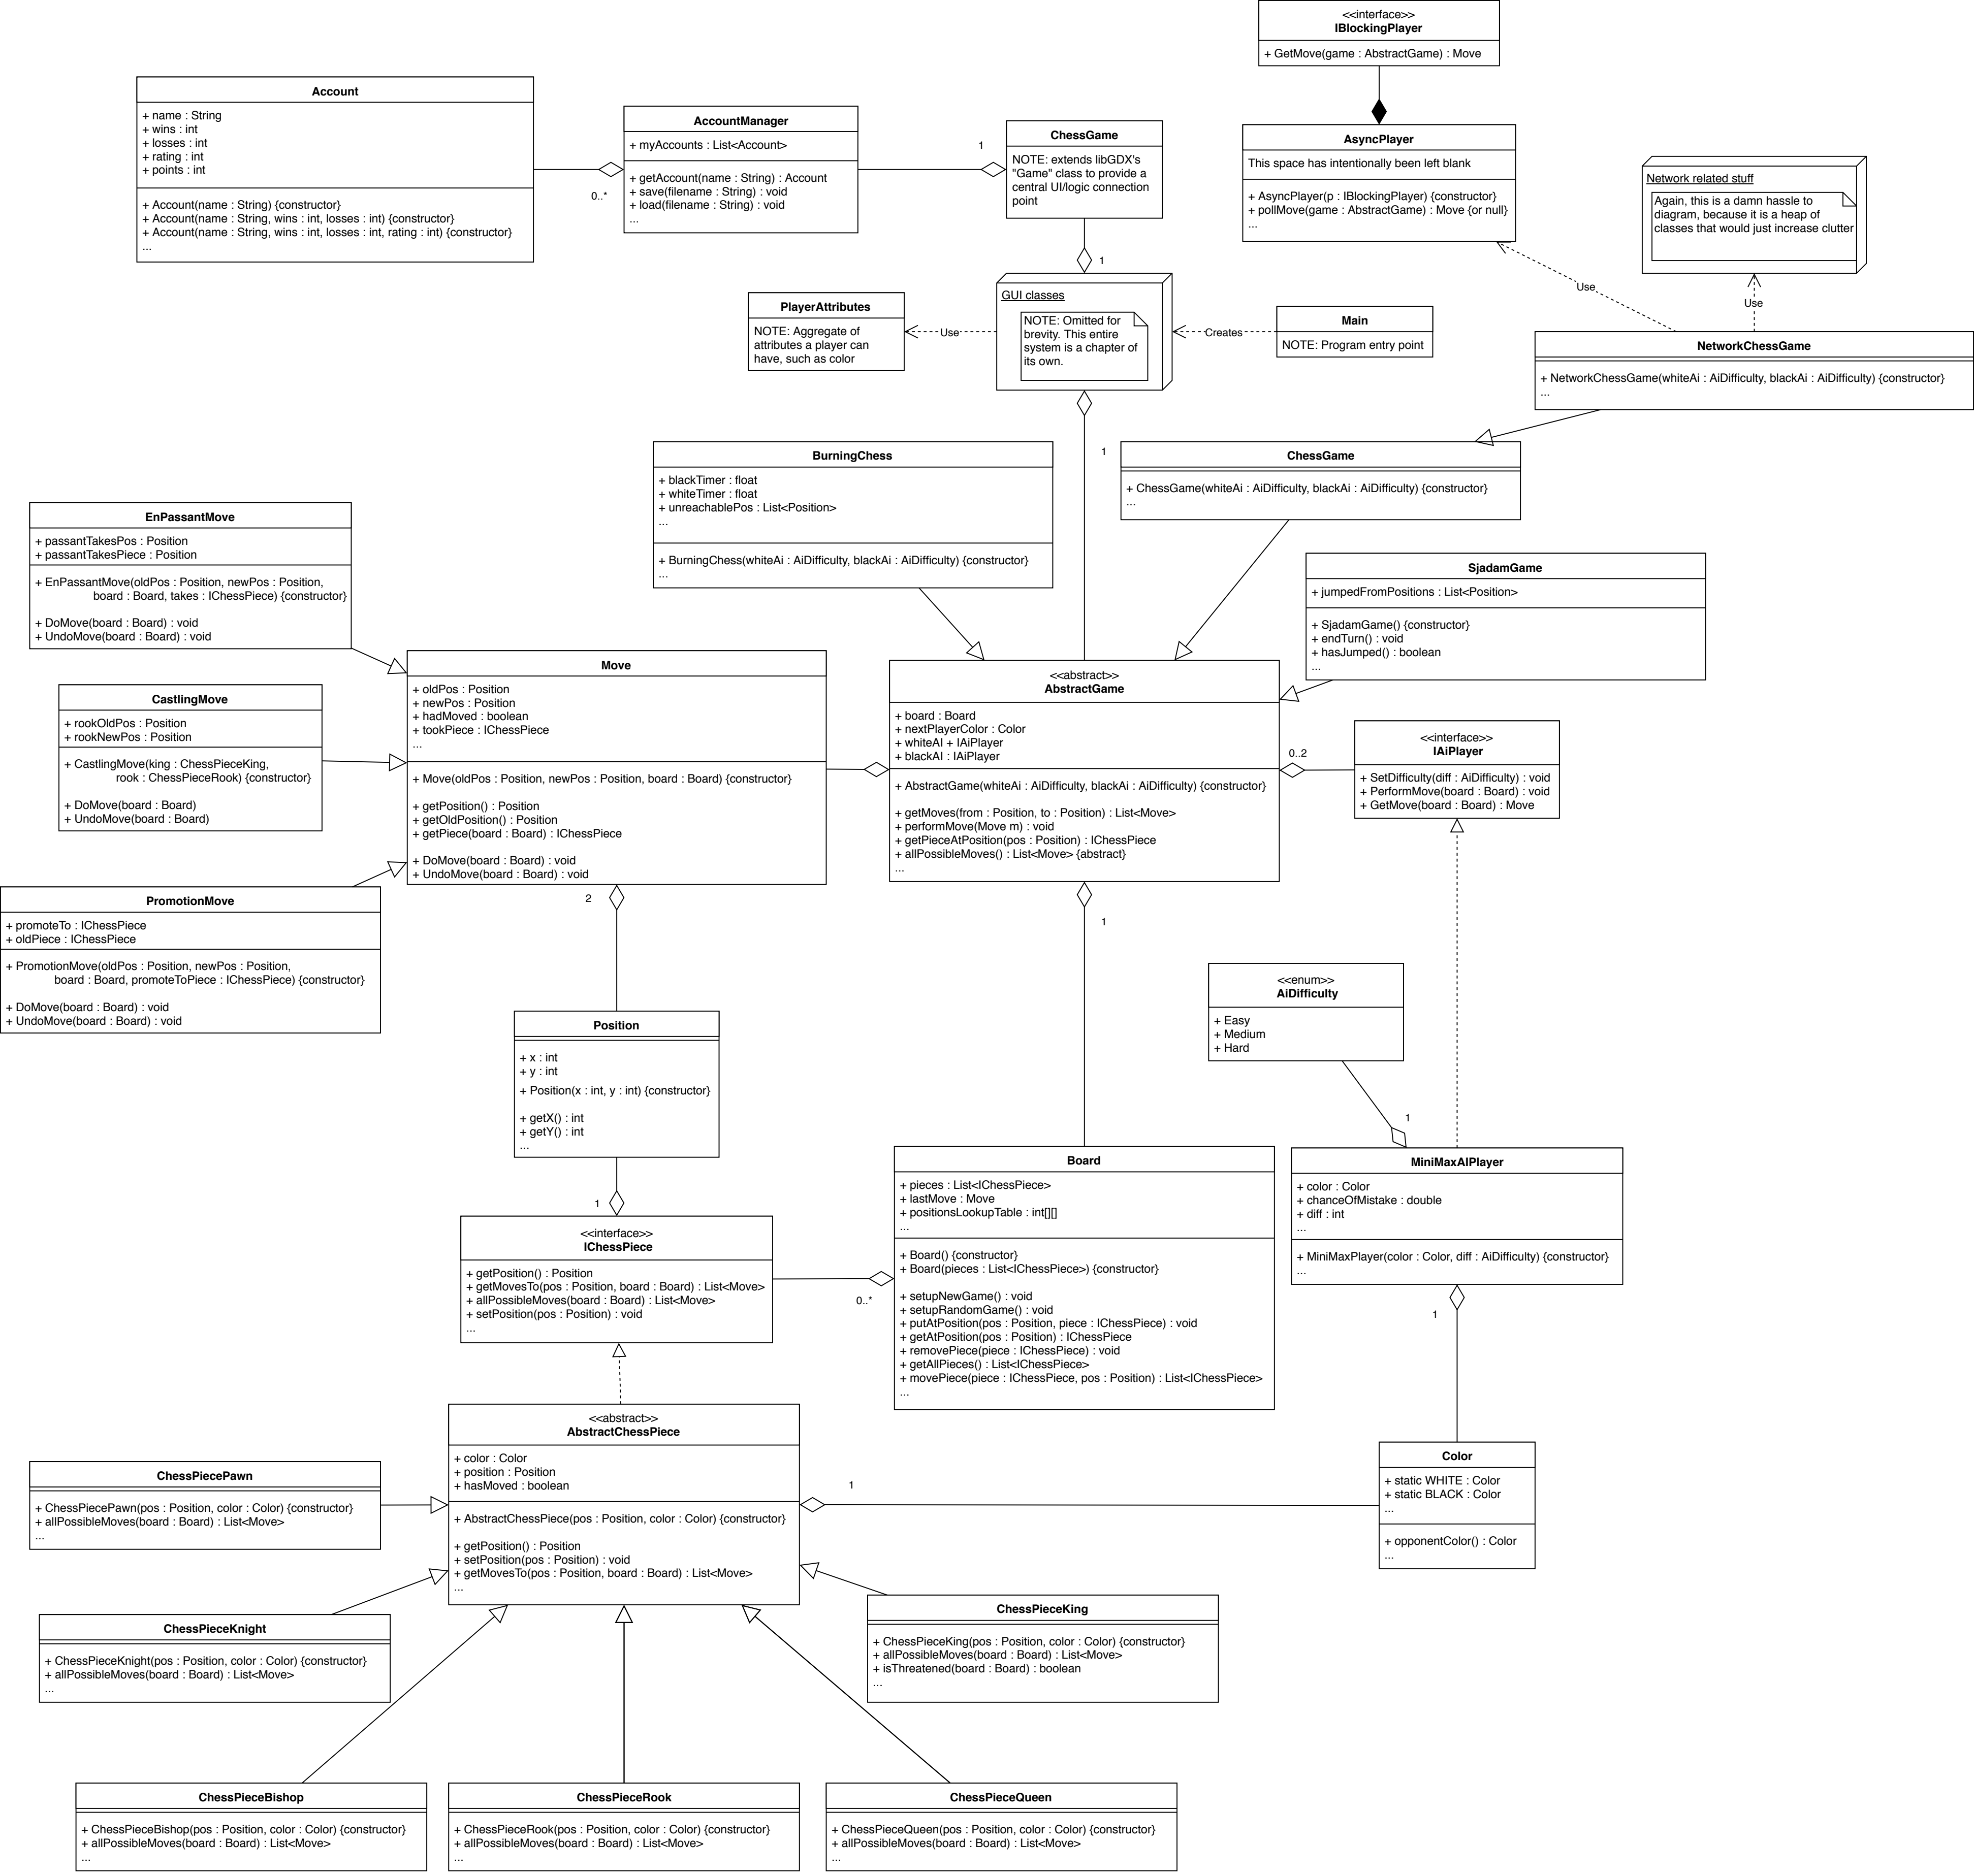 <<interface>>
IBlockingPlayer
+ GetMove(game : AbstractGame) : Move
Account
+ name : String
+ wins : int
+ losses : int
+ rating : int
+ points : int
+ Account(name : String) {constructor}
+ Account(name : String, wins : int, losses : int) {constructor}
+ Account(name : String, wins : int, losses : int, rating : int) {constructor}
...
0..*
AccountManager
+ myAccounts : List<Account>
+ getAccount(name : String) : Account
+ save(filename : String) : void
+ load(filename : String) : void
...
1
ChessGame
NOTE: extends libGDX's
"Game" class to provide a
central UI/logic connection
point
1
AsyncPlayer
This space has intentionally been left blank
+ AsyncPlayer(p : IBlockingPlayer) {constructor}
+ pollMove(game : AbstractGame) : Move {or null}
...
Network related stuff
Again, this is a damn hassle to
diagram, because it is a heap of
classes that would just increase clutter
Use
Use
PlayerAttributes
NOTE: Aggregate of
attributes a player can
have, such as color
Use
GUI classes
NOTE: Omitted for
brevity. This entire
system is a chapter of
its own.
Creates
Main
NOTE: Program entry point
NetworkChessGame
+ NetworkChessGame(whiteAi : AiDifficulty, blackAi : AiDifficulty) {constructor}
...
1
BurningChess
+ blackTimer : float
+ whiteTimer : float
+ unreachablePos : List<Position>
...
+ BurningChess(whiteAi : AiDifficulty, blackAi : AiDifficulty) {constructor}
...
ChessGame
+ ChessGame(whiteAi : AiDifficulty, blackAi : AiDifficulty) {constructor}
...
EnPassantMove
+ passantTakesPos : Position
+ passantTakesPiece : Position
+ EnPassantMove(oldPos : Position, newPos : Position,
board : Board, takes : IChessPiece) {constructor}
+ DoMove(board : Board) : void
+ UndoMove(board : Board) : void
SjadamGame
+ jumpedFromPositions : List<Position>
+ SjadamGame() {constructor}
+ endTurn() : void
+ hasJumped() : boolean
...
CastlingMove
+ rookOldPos : Position
+ rookNewPos : Position
+ CastlingMove(king : ChessPieceKing,
rook : ChessPieceRook) {constructor}
+ DoMove(board : Board)
+ UndoMove(board : Board)
Move
+ oldPos : Position
+ newPos : Position
+ hadMoved : boolean
+ tookPiece : IChessPiece
...
+ Move(oldPos : Position, newPos : Position, board : Board) {constructor}
+ getPosition() : Position
+ getOldPosition() : Position
+ getPiece(board : Board) : IChessPiece
+ DoMove(board : Board) : void
+ UndoMove(board : Board) : void
2
<<abstract>>
AbstractGame
+ board : Board
+ nextPlayerColor : Color
+ whiteAI + IAiPlayer
+ blackAI : IAiPlayer
+ AbstractGame(whiteAi : AiDifficulty, blackAi : AiDifficulty) {constructor}
+ getMoves(from : Position, to : Position) : List<Move>
+ performMove(Move m) : void
+ getPieceAtPosition(pos : Position) : IChessPiece
+ allPossibleMoves() : List<Move> {abstract}
...
1
0..2
<<interface>>
IAiPlayer
+ SetDifficulty(diff : AiDifficulty) : void
+ PerformMove(board : Board) : void
+ GetMove(board : Board) : Move
PromotionMove
+ promoteTo : IChessPiece
+ oldPiece : IChessPiece
+ PromotionMove(oldPos : Position, newPos : Position,
board : Board, promoteToPiece : IChessPiece) {constructor}
+ DoMove(board : Board) : void
+ UndoMove(board : Board) : void
<<enum>>
AiDifficulty
+ Easy
+ Medium
+ Hard
1
Position
+ x : int
+ y : int
+ Position(x : int, y : int) {constructor}
+ getX() : int
+ getY() : int
...
1
<<interface>>
IChessPiece
+ getPosition() : Position
+ getMovesTo(pos : Position, board : Board) : List<Move>
+ allPossibleMoves(board : Board) : List<Move>
+ setPosition(pos : Position) : void
...
0..*
Board
+ pieces : List<IChessPiece>
+ lastMove : Move
+ positionsLookupTable : int[][]
...
+ Board() {constructor}
+ Board(pieces : List<IChessPiece>) {constructor}
+ setupNewGame() : void
+ setupRandomGame() : void
+ putAtPosition(pos : Position, piece : IChessPiece) : void
+ getAtPosition(pos : Position) : IChessPiece
+ removePiece(piece : IChessPiece) : void
+ getAllPieces() : List<IChessPiece>
+ movePiece(piece : IChessPiece, pos : Position) : List<IChessPiece>
...
MiniMaxAIPlayer
+ color : Color
+ chanceOfMistake : double
+ diff : int
...
+ MiniMaxPlayer(color : Color, diff : AiDifficulty) {constructor}
...
1
<<abstract>>
AbstractChessPiece
+ color : Color
+ position : Position
+ hasMoved : boolean
+ AbstractChessPiece(pos : Position, color : Color) {constructor}
+ getPosition() : Position
+ setPosition(pos : Position) : void
+ getMovesTo(pos : Position, board : Board) : List<Move>
...
1
Color
+ static WHITE : Color
+ static BLACK : Color
...
+ opponentColor() : Color
...
ChessPiecePawn
+ ChessPiecePawn(pos : Position, color : Color) {constructor}
+ allPossibleMoves(board : Board) : List<Move>
...
ChessPieceKnight
+ ChessPieceKnight(pos : Position, color : Color) {constructor}
+ allPossibleMoves(board : Board) : List<Move>
...
ChessPieceKing
+ ChessPieceKing(pos : Position, color : Color) {constructor}
+ allPossibleMoves(board : Board) : List<Move>
+ isThreatened(board : Board) : boolean
...
ChessPieceBishop
+ ChessPieceBishop(pos : Position, color : Color) {constructor}
+ allPossibleMoves(board : Board) : List<Move>
...
ChessPieceRook
+ ChessPieceRook(pos : Position, color : Color) {constructor}
+ allPossibleMoves(board : Board) : List<Move>
...
ChessPieceQueen
+ ChessPieceQueen(pos : Position, color : Color) {constructor}
+ allPossibleMoves(board : Board) : List<Move>
...